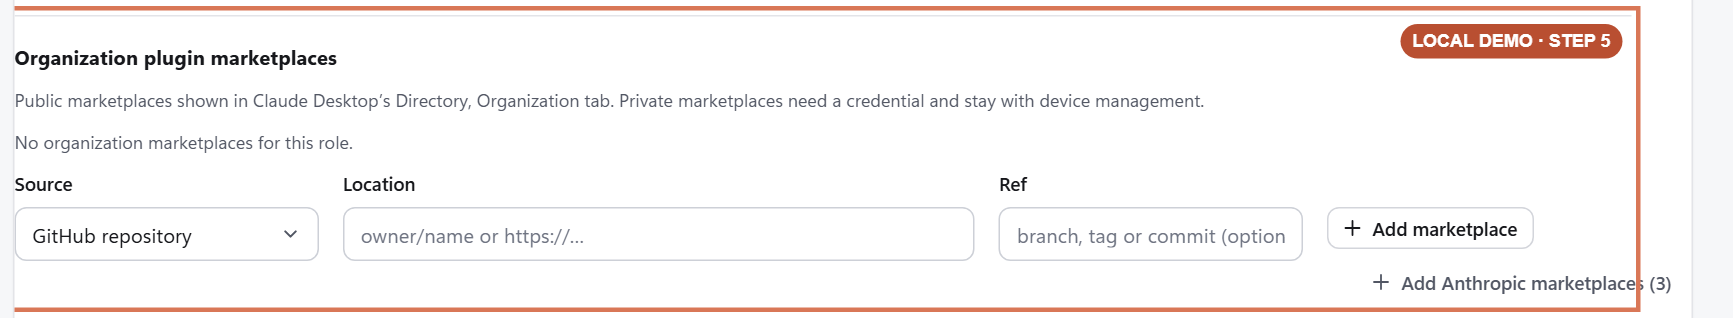 LOCAL DEMO · STEP 5
Organization plugin marketplaces
Public marketplaces shown in Claude Desktop's Directory, Organization tab. Private marketplaces need a credential and stay with device management.
No organization marketplaces for this role.
Source Location Ref
GitHub repository owner/name or https://... branch, tag or commit (option + Add marketplace
+ Add Anthropic marketplaces (3)